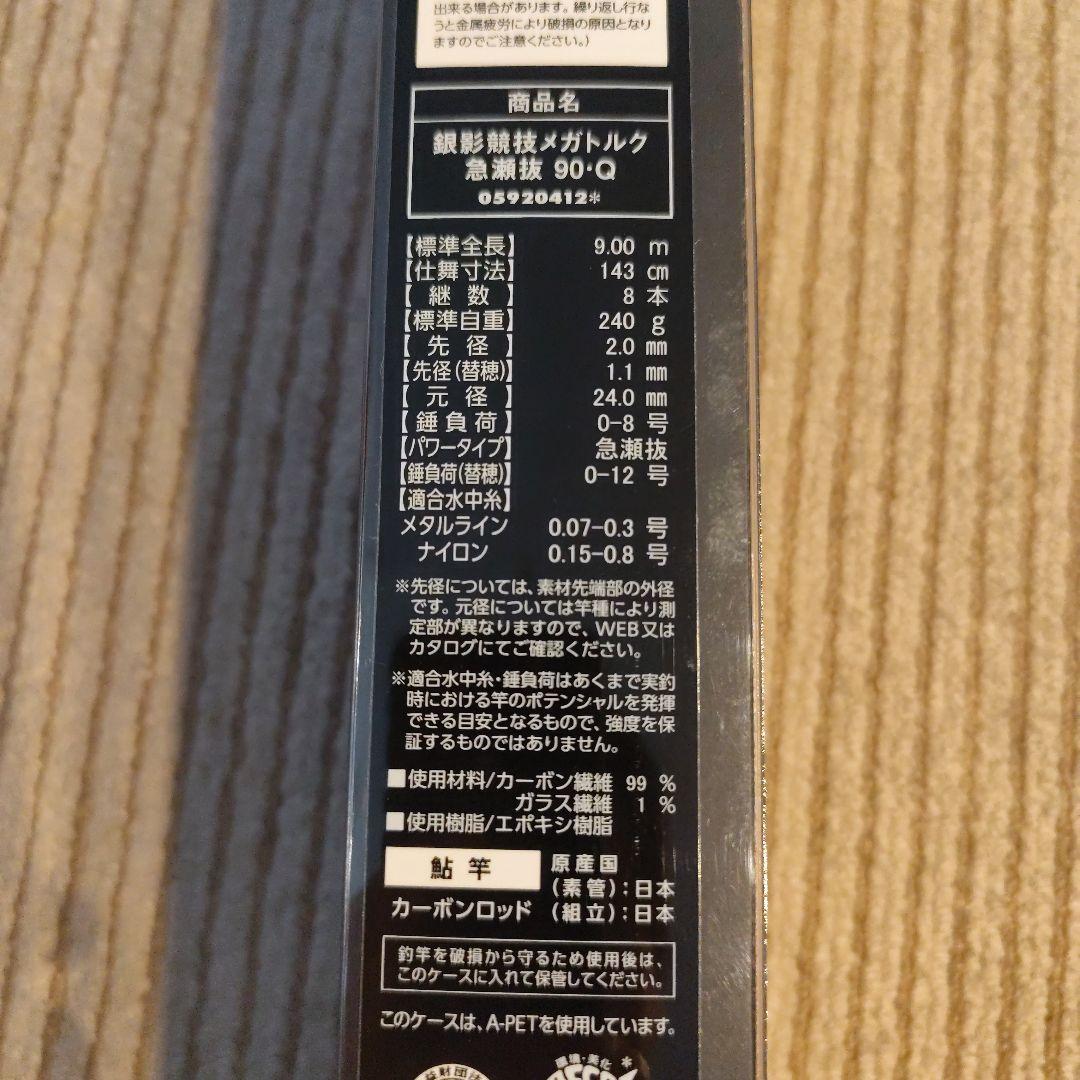 出来る場合があります。繰り返し行な
うと金属疲労により破損の原因となり
ますのでご注意ください。)
商品名
銀影競技メガトルク
急瀬抜 90・Q
05920412*
【標準全長】 9.00 m
【仕舞寸法】 143 cm
【継数】 8 本
【標準自重】 240 g
【先径】 2.0 mm
【先径(替穂)】 1.1 mm
【元径】 24.0 mm
【錘負荷】 0-8 号
【パワータイプ】 急瀬抜
【錘負荷(替穂)】 0-12 号
【適合水中糸】
メタルライン 0.07-0.3 号
ナイロン 0.15-0.8 号
※先径については、素材先端部の外径
です。元径については竿種により測
定部が異なりますので、WEB又は
カタログにてご確認ください。
※適合水中糸・錘負荷はあくまで実釣
時における竿のポテンシャルを発揮
できる目安となるもので、強度を保
証するものではありません。
■使用材料/カーボン繊維 99 %
ガラス繊維 1 %
■使用樹脂/エポキシ樹脂
鮎竿
カーボンロッド
原産国
(素管):日本
(組立):日本
釣竿を破損から守るため使用後は、
このケースに入れて保管してください。
このケースは、A-PETを使用しています。
益財団法
環境・美化